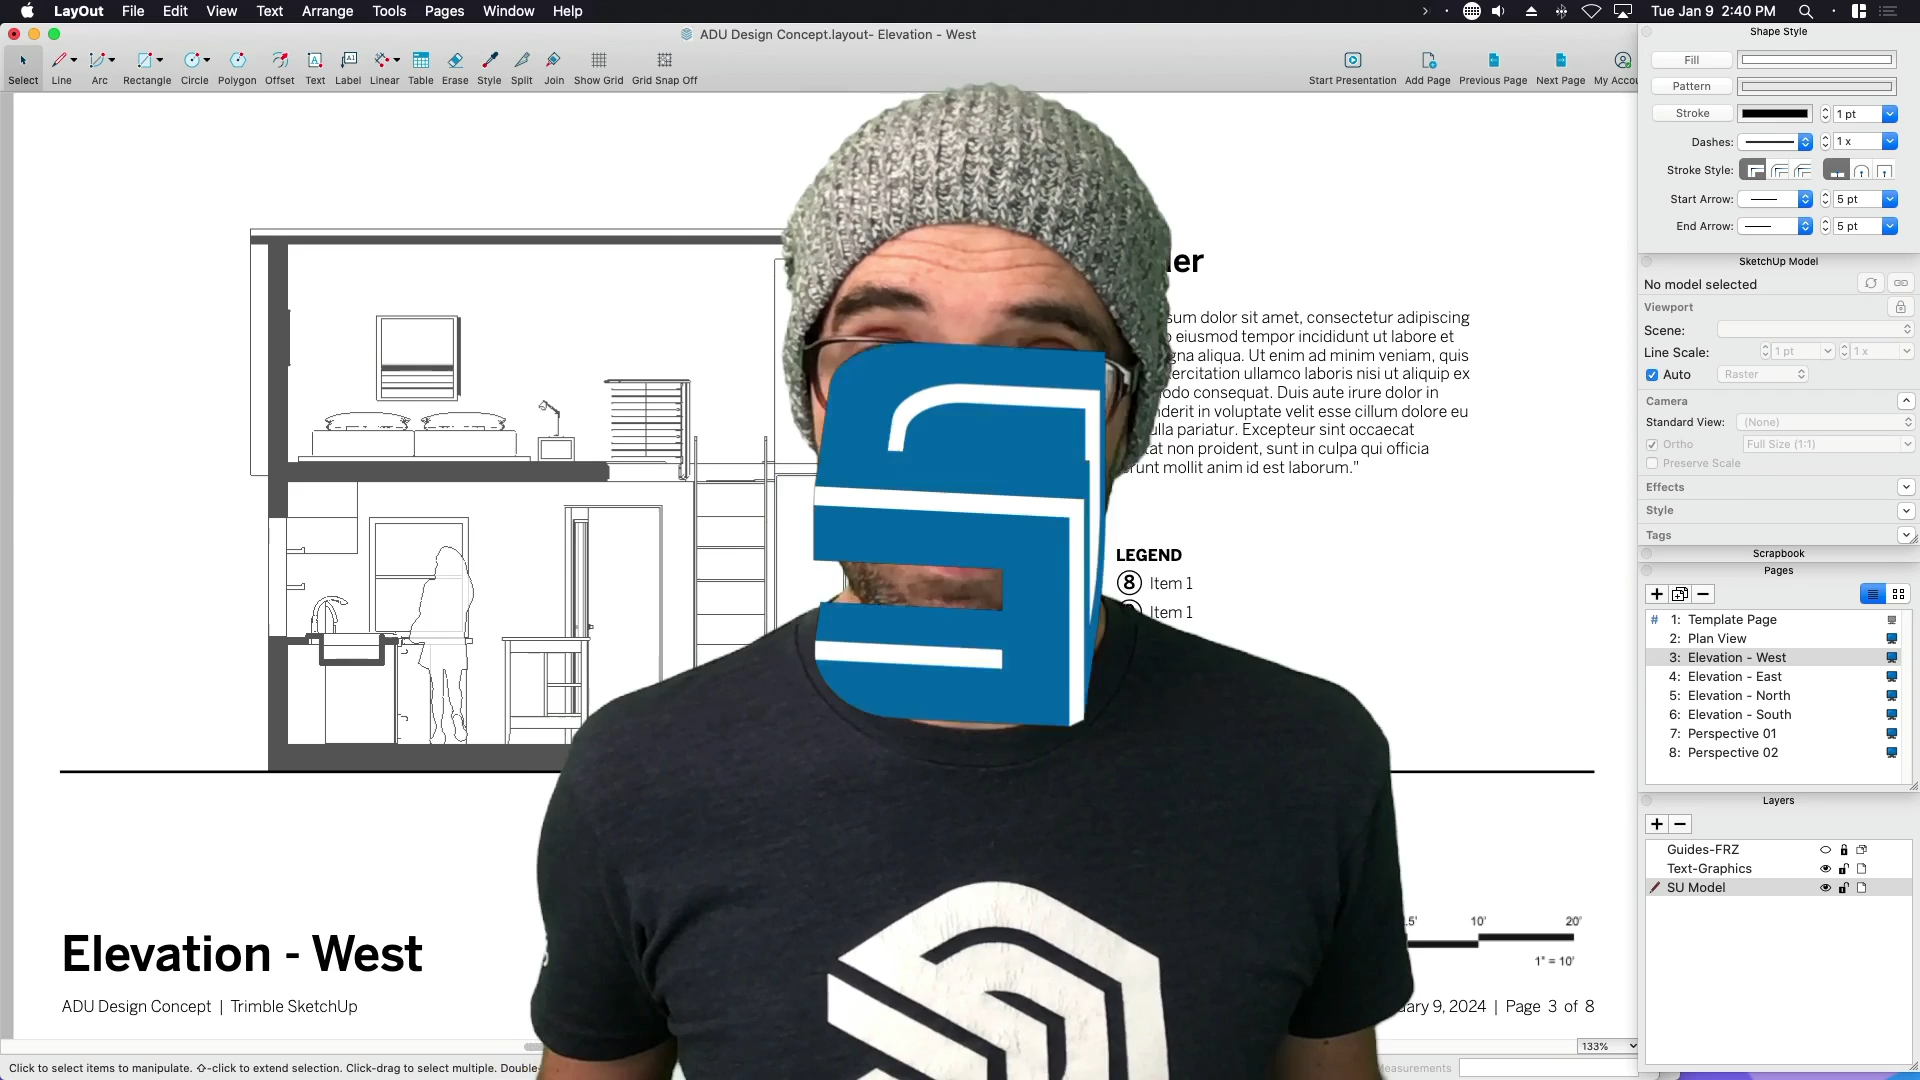 LayOut File Edit View Text Arrange Tools Pages Window Help
Tue Jan 9 2:40 PM
ADU Design Concept.layout- Elevation - West
Select Line Arc Rectangle Circle Polygon Offset Text Label Linear Table Erase Style Split Join Show Grid Grid Snap Off
Start Presentation Add Page Previous Page Next Page My Accou
Shape Style
Fill
Pattern
Stroke 1 pt
Dashes: 1 x
Stroke Style:
Start Arrow: 5 pt
End Arrow: 5 pt
SketchUp Model
No model selected
Viewport
Scene:
Line Scale: 1 pt 1 x
Auto Raster
Camera
Standard View: (None)
Ortho Full Size (1:1)
Preserve Scale
Effects
Style
Tags
Scrapbook
Pages
# 1: Template Page
2: Plan View
3: Elevation - West
4: Elevation - East
5: Elevation - North
6: Elevation - South
7: Perspective 01
8: Perspective 02
Layers
Guides-FRZ
Text-Graphics
SU Model
sum dolor sit amet, consectetur adipiscing
eiusmod tempor incididunt ut labore et
gna aliqua. Ut enim ad minim veniam, quis
ercitation ullamco laboris nisi ut aliquip ex
odo consequat. Duis aute irure dolor in
nderit in voluptate velit esse cillum dolore eu
ulla pariatur. Excepteur sint occaecat
tat non proident, sunt in culpa qui officia
runt mollit anim id est laborum."
LEGEND
8 Item 1
Item 1
Elevation - West
ADU Design Concept | Trimble SketchUp
10' 20'
1" = 10'
uary 9, 2024 | Page 3 of 8
133%
Click to select items to manipulate. ⇧-click to extend selection. Click-drag to select multiple. Double-
easurements